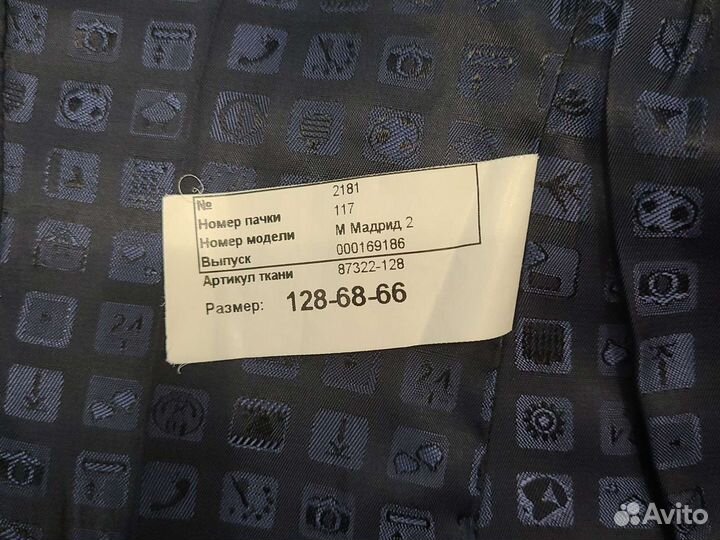 № 2181
Номер пачки 117
Номер модели М Мадрид 2
Выпуск 000169186
Артикул ткани 87322-128
Размер: 128-68-66
Avito